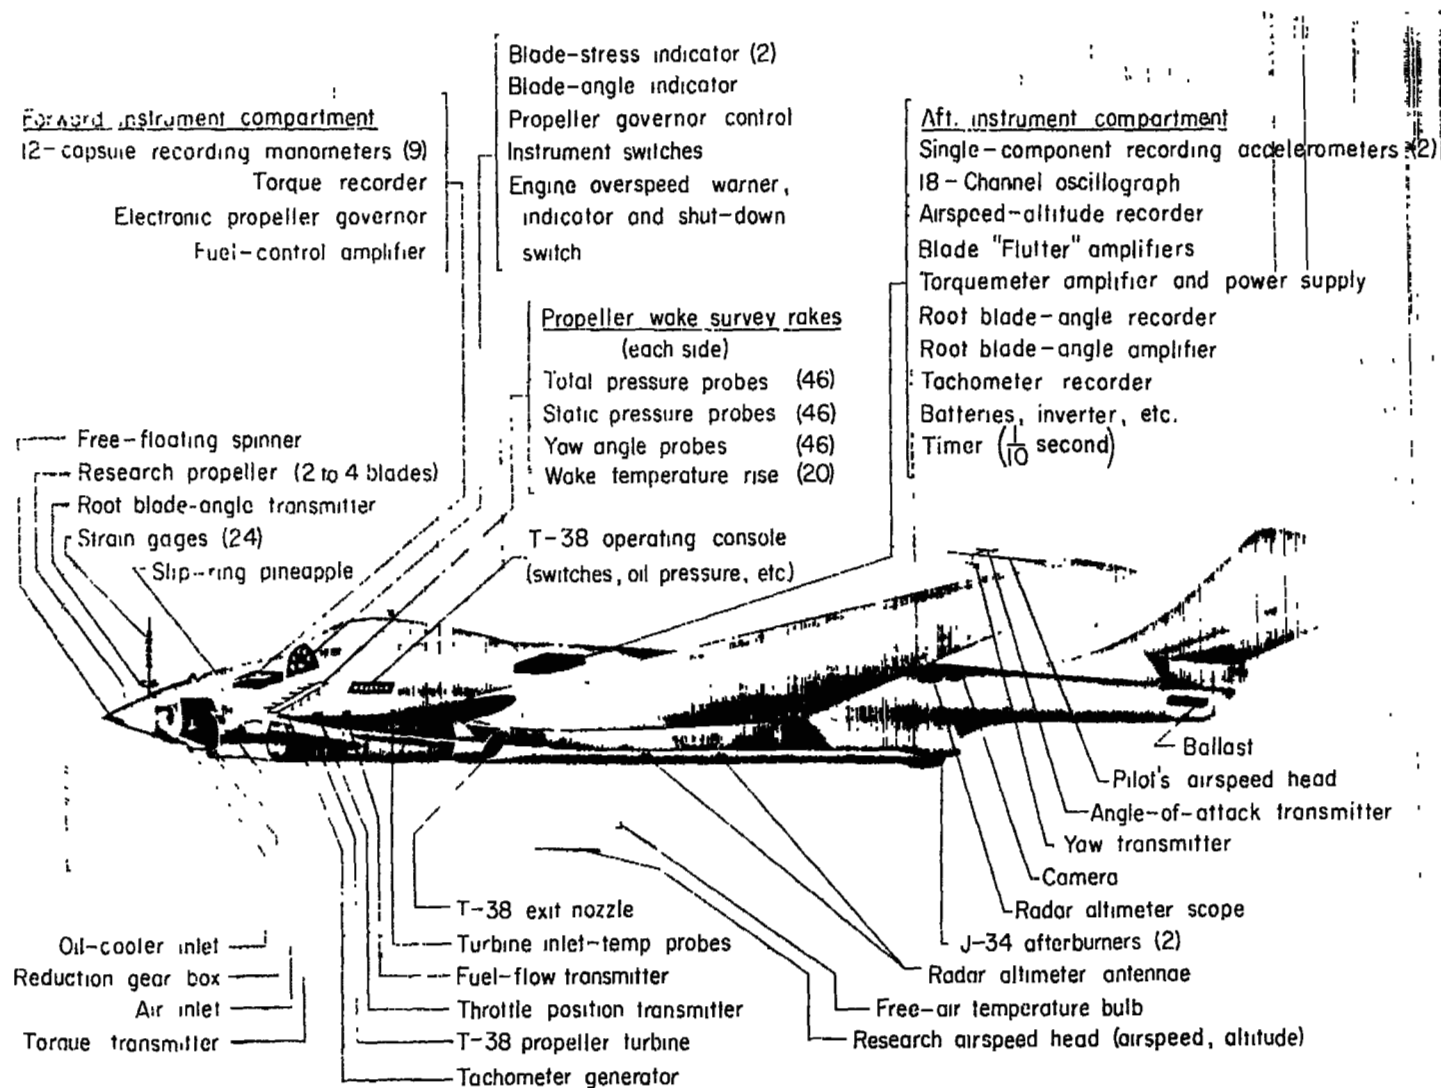 Forward instrument compartment
12-capsule recording manometers (9)
Torque recorder
Electronic propeller governor
Fuel-control amplifier
Blade-stress indicator (2)
Blade-angle indicator
Propeller governor control
Instrument switches
Engine overspeed warner,
indicator and shut-down
switch
Propeller wake survey rakes
(each side)
Total pressure probes (46)
Static pressure probes (46)
Yaw angle probes (46)
Wake temperature rise (20)
Aft. instrument compartment
Single-component recording accelerometers (2)
18-Channel oscillograph
Airspeed-altitude recorder
Blade "Flutter" amplifiers
Torquemeter amplifier and power supply
Root blade-angle recorder
Root blade-angle amplifier
Tachometer recorder
Batteries, inverter, etc.
Timer (1/10 second)
Free-floating spinner
Research propeller (2 to 4 blades)
Root blade-angle transmitter
Strain gages (24)
Slip-ring pineapple
T-38 operating console
(switches, oil pressure, etc)
Ballast
Pilot's airspeed head
Angle-of-attack transmitter
Yaw transmitter
Camera
Radar altimeter scope
J-34 afterburners (2)
Radar altimeter antennae
Free-air temperature bulb
Research airspeed head (airspeed, altitude)
T-38 exit nozzle
Turbine inlet-temp probes
Fuel-flow transmitter
Throttle position transmitter
T-38 propeller turbine
Tachometer generator
Oil-cooler inlet
Reduction gear box
Air inlet
Torque transmitter